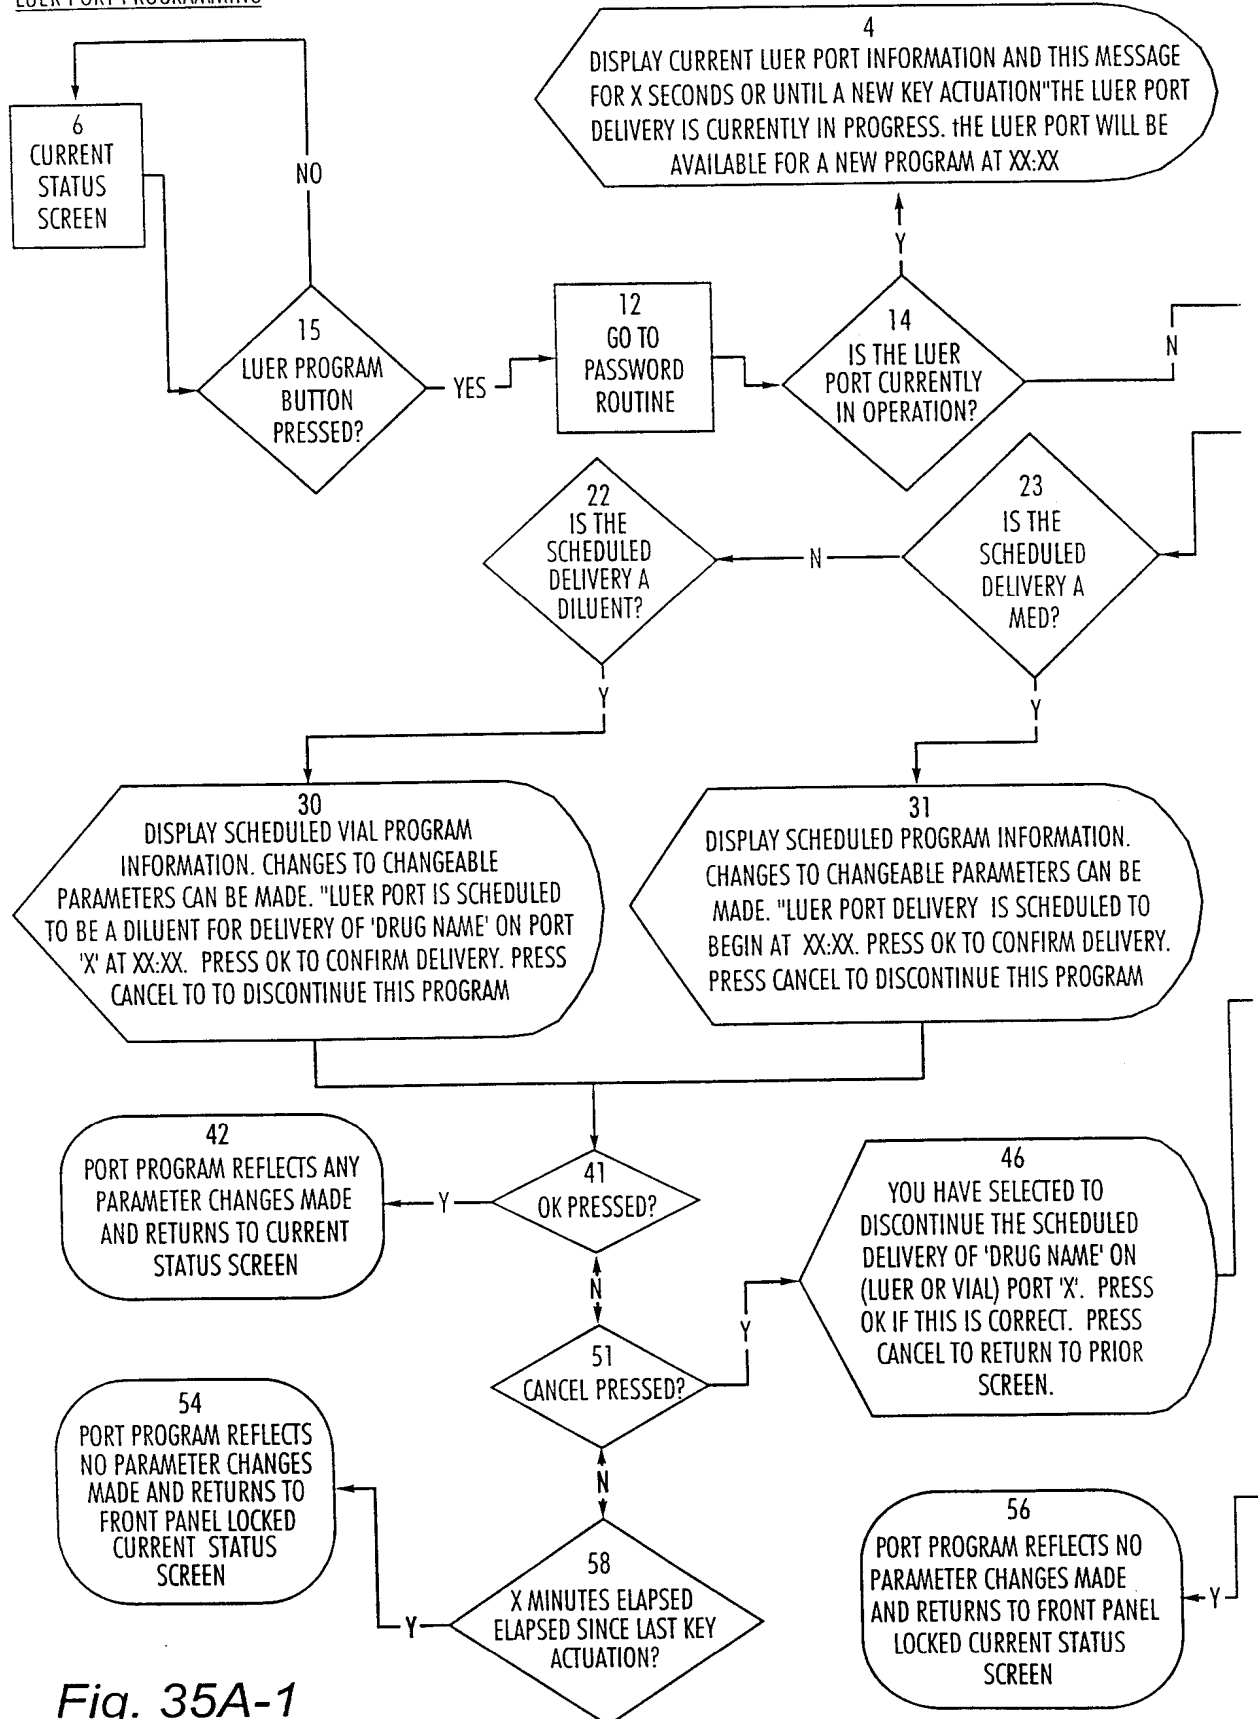 LUER PORT PROGRAMMING
4
DISPLAY CURRENT LUER PORT INFORMATION AND THIS MESSAGE
FOR X SECONDS OR UNTIL A NEW KEY ACTUATION"THE LUER PORT
DELIVERY IS CURRENTLY IN PROGRESS. tHE LUER PORT WILL BE
AVAILABLE FOR A NEW PROGRAM AT XX:XX
6
CURRENT
STATUS
SCREEN
NO
Y
15
LUER PROGRAM
BUTTON
PRESSED?
YES
12
GO TO
PASSWORD
ROUTINE
14
IS THE LUER
PORT CURRENTLY
IN OPERATION?
N
22
IS THE
SCHEDULED
DELIVERY A
DILUENT?
N
23
IS THE
SCHEDULED
DELIVERY A
MED?
Y
Y
30
DISPLAY SCHEDULED VIAL PROGRAM
INFORMATION. CHANGES TO CHANGEABLE
PARAMETERS CAN BE MADE. "LUER PORT IS SCHEDULED
TO BE A DILUENT FOR DELIVERY OF 'DRUG NAME' ON PORT
'X' AT XX:XX. PRESS OK TO CONFIRM DELIVERY. PRESS
CANCEL TO TO DISCONTINUE THIS PROGRAM
31
DISPLAY SCHEDULED PROGRAM INFORMATION.
CHANGES TO CHANGEABLE PARAMETERS CAN BE
MADE. "LUER PORT DELIVERY IS SCHEDULED TO
BEGIN AT XX:XX. PRESS OK TO CONFIRM DELIVERY.
PRESS CANCEL TO DISCONTINUE THIS PROGRAM
42
PORT PROGRAM REFLECTS ANY
PARAMETER CHANGES MADE
AND RETURNS TO CURRENT
STATUS SCREEN
Y
41
OK PRESSED?
N
46
YOU HAVE SELECTED TO
DISCONTINUE THE SCHEDULED
DELIVERY OF 'DRUG NAME' ON
(LUER OR VIAL) PORT 'X'. PRESS
OK IF THIS IS CORRECT. PRESS
CANCEL TO RETURN TO PRIOR
SCREEN.
51
CANCEL PRESSED?
Y
N
54
PORT PROGRAM REFLECTS
NO PARAMETER CHANGES
MADE AND RETURNS TO
FRONT PANEL LOCKED
CURRENT STATUS
SCREEN
Y
58
X MINUTES ELAPSED
ELAPSED SINCE LAST KEY
ACTUATION?
56
PORT PROGRAM REFLECTS NO
PARAMETER CHANGES MADE
AND RETURNS TO FRONT PANEL
LOCKED CURRENT STATUS
SCREEN
Y
Fig. 35A-1